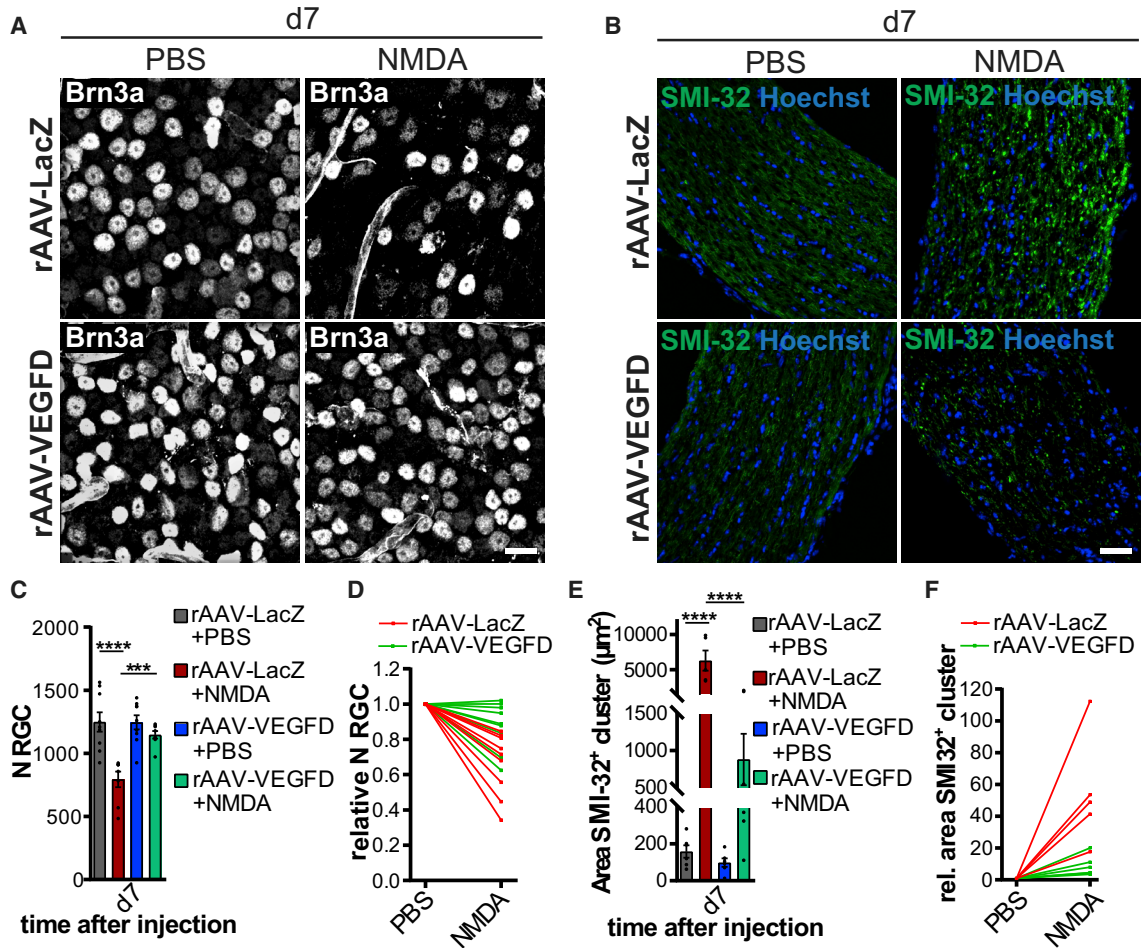 A
d7
PBS
NMDA
rAAV-LacZ
rAAV-VEGFD
Brn3a
Brn3a
Brn3a
Brn3a
B
d7
PBS
NMDA
rAAV-LacZ
rAAV-VEGFD
SMI-32 Hoechst
SMI-32 Hoechst
SMI-32 Hoechst
SMI-32 Hoechst
C
N RGC
2000
1500
1000
500
0
****
***
d7
time after injection
rAAV-LacZ
+PBS
rAAV-LacZ
+NMDA
rAAV-VEGFD
+PBS
rAAV-VEGFD
+NMDA
D
rAAV-LacZ
rAAV-VEGFD
relative N RGC
1.2
1.0
0.8
0.6
0.4
0.2
0.0
PBS
NMDA
E
Area SMI-32+ cluster (µm²)
10000
5000
1500
1000
500
400
200
0
****
****
d7
time after injection
rAAV-LacZ
+PBS
rAAV-LacZ
+NMDA
rAAV-VEGFD
+PBS
rAAV-VEGFD
+NMDA
F
rAAV-LacZ
rAAV-VEGFD
rel. area SMI32+ cluster
120
100
80
60
40
20
0
PBS
NMDA